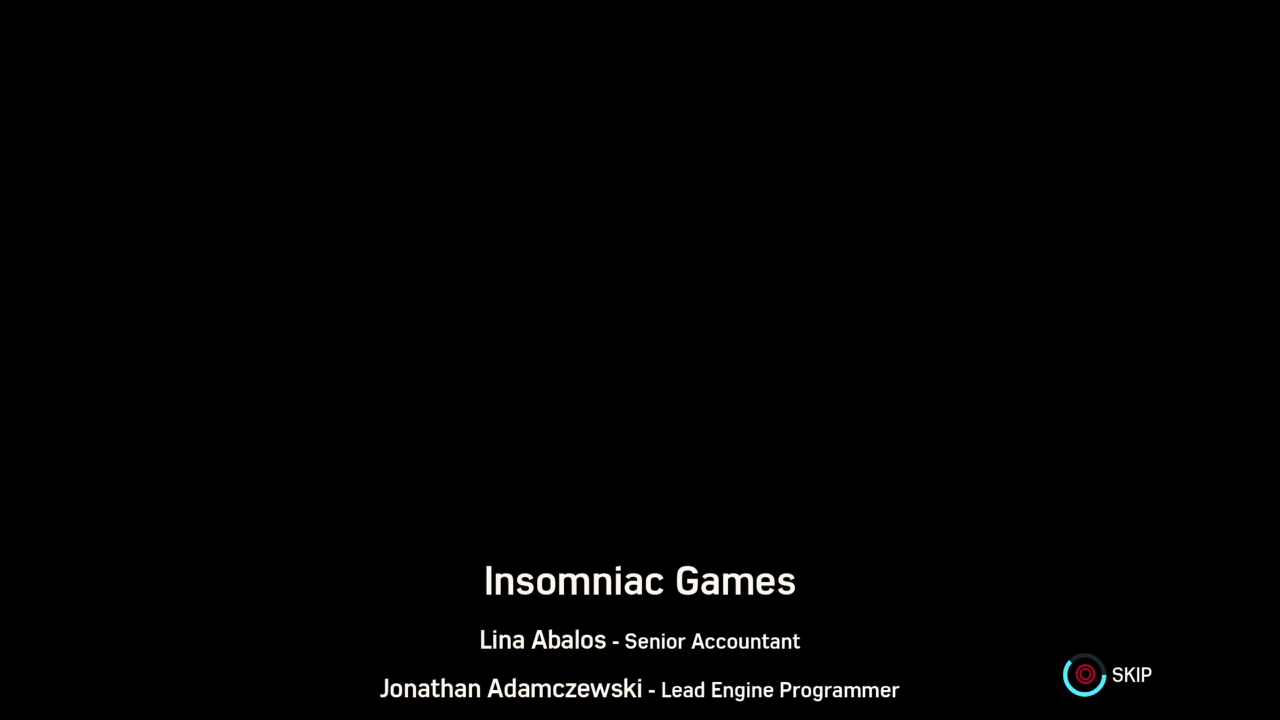 Insomniac Games
Lina Abalos - Senior Accountant
Jonathan Adamczewski - Lead Engine Programmer
SKIP